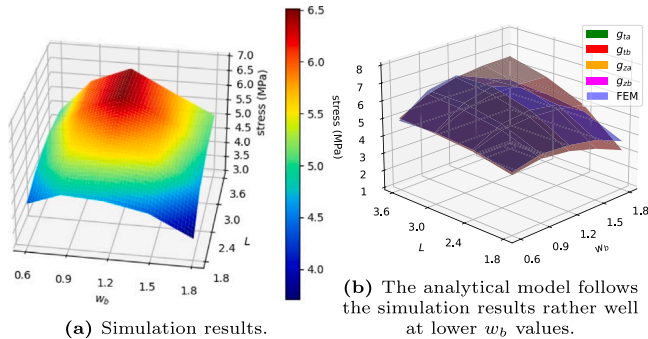 7.0
6.5
6.0
5.5
5.0
4.5
4.0
3.5
3.0
stress (MPa)
3.6
3.0
2.4
L
0.6
0.9
1.2
1.5
1.8
w_b
6.5
6.0
5.5
5.0
4.5
4.0
(a) Simulation results.
g_ta
g_tb
g_za
g_zb
FEM
8
7
6
5
4
3
2
1
stress (MPa)
3.6
3.0
2.4
1.8
L
0.6
0.9
1.2
1.5
1.8
w_b
(b) The analytical model follows
the simulation results rather well
at lower w_b values.